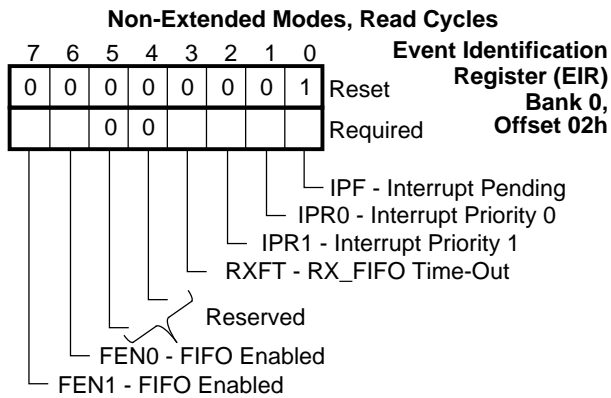 Non-Extended Modes, Read Cycles
7 6 5 4 3 2 1 0
Event Identification
Register (EIR)
Bank 0,
Offset 02h
0 0 0 0 0 0 0 1 Reset
0 0 Required
IPF - Interrupt Pending
IPR0 - Interrupt Priority 0
IPR1 - Interrupt Priority 1
RXFT - RX_FIFO Time-Out
Reserved
FEN0 - FIFO Enabled
FEN1 - FIFO Enabled